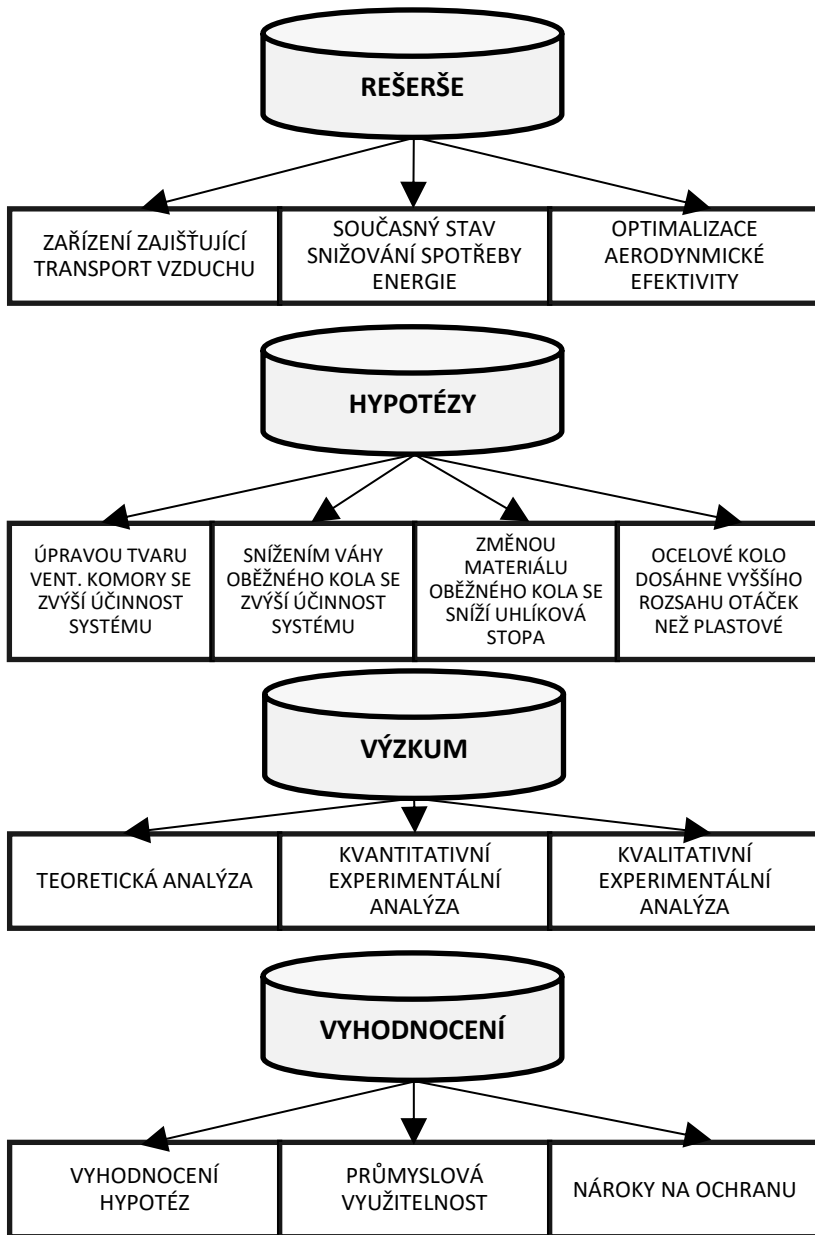 REŠERŠE
ZAŘÍZENÍ ZAJIŠŤUJÍCÍ
TRANSPORT VZDUCHU
SOUČASNÝ STAV
SNIŽOVÁNÍ SPOTŘEBY
ENERGIE
OPTIMALIZACE
AERODYNMICKÉ
EFEKTIVITY
HYPOTÉZY
ÚPRAVOU TVARU
VENT. KOMORY SE
ZVÝŠÍ ÚČINNOST
SYSTÉMU
SNÍŽENÍM VÁHY
OBĚŽNÉHO KOLA SE
ZVÝŠÍ ÚČINNOST
SYSTÉMU
ZMĚNOU
MATERIÁLU
OBĚŽNÉHO KOLA SE
SNÍŽÍ UHLÍKOVÁ
STOPA
OCELOVÉ KOLO
DOSÁHNE VYŠŠÍHO
ROZSAHU OTÁČEK
NEŽ PLASTOVÉ
VÝZKUM
TEORETICKÁ ANALÝZA
KVANTITATIVNÍ
EXPERIMENTÁLNÍ
ANALÝZA
KVALITATIVNÍ
EXPERIMENTÁLNÍ
ANALÝZA
VYHODNOCENÍ
VYHODNOCENÍ
HYPOTÉZ
PRŮMYSLOVÁ
VYUŽITELNOST
NÁROKY NA OCHRANU